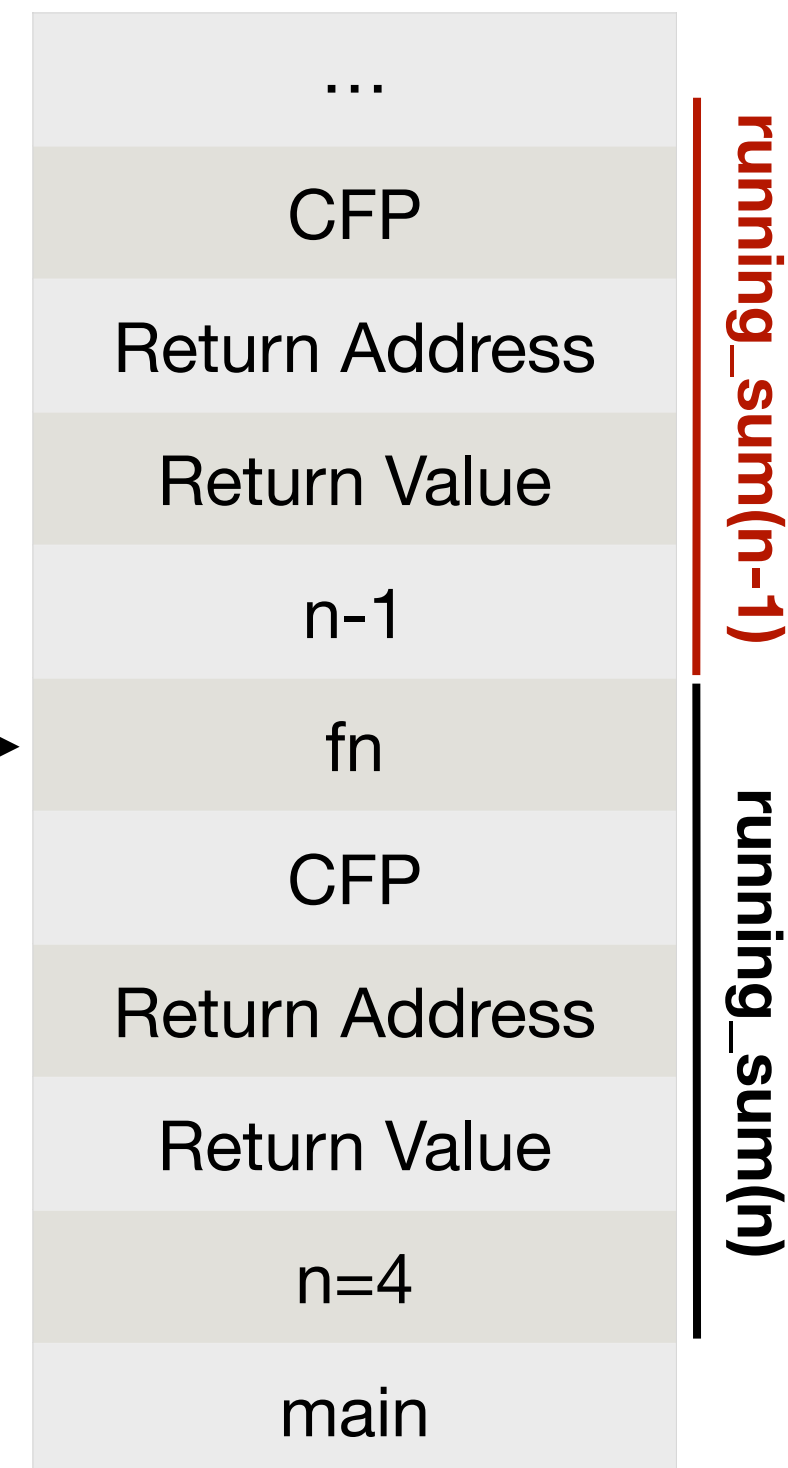 ...
CFP
Return Address
Return Value
n-1
fn
CFP
Return Address
Return Value
n=4
main
running_sum(n-1)
running_sum(n)